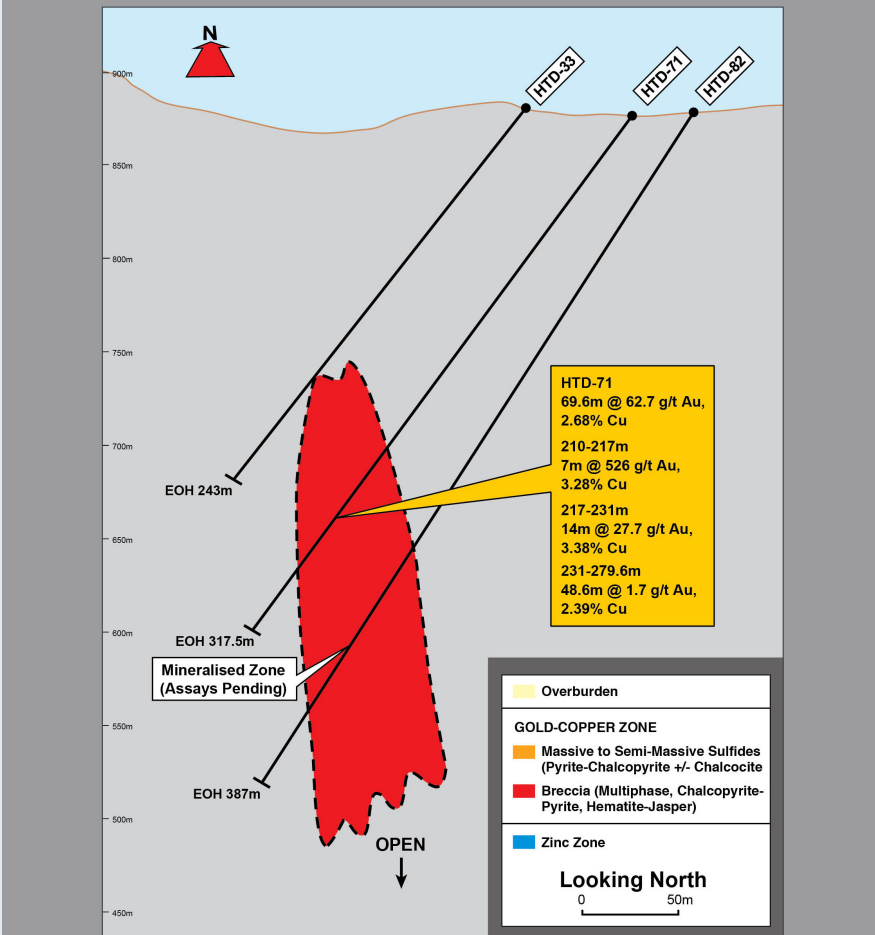 N
HTD-33
HTD-71
HTD-82
900m
850m
800m
750m
700m
650m
600m
550m
500m
450m
HTD-71
69.6m @ 62.7 g/t Au,
2.68% Cu
210-217m
7m @ 526 g/t Au,
3.28% Cu
217-231m
14m @ 27.7 g/t Au,
3.38% Cu
231-279.6m
48.6m @ 1.7 g/t Au,
2.39% Cu
EOH 243m
EOH 317.5m
Mineralised Zone
(Assays Pending)
EOH 387m
OPEN
Overburden
GOLD-COPPER ZONE
Massive to Semi-Massive Sulfides
(Pyrite-Chalcopyrite +/- Chalcocite
Breccia (Multiphase, Chalcopyrite-
Pyrite, Hematite-Jasper)
Zinc Zone
Looking North
0 50m